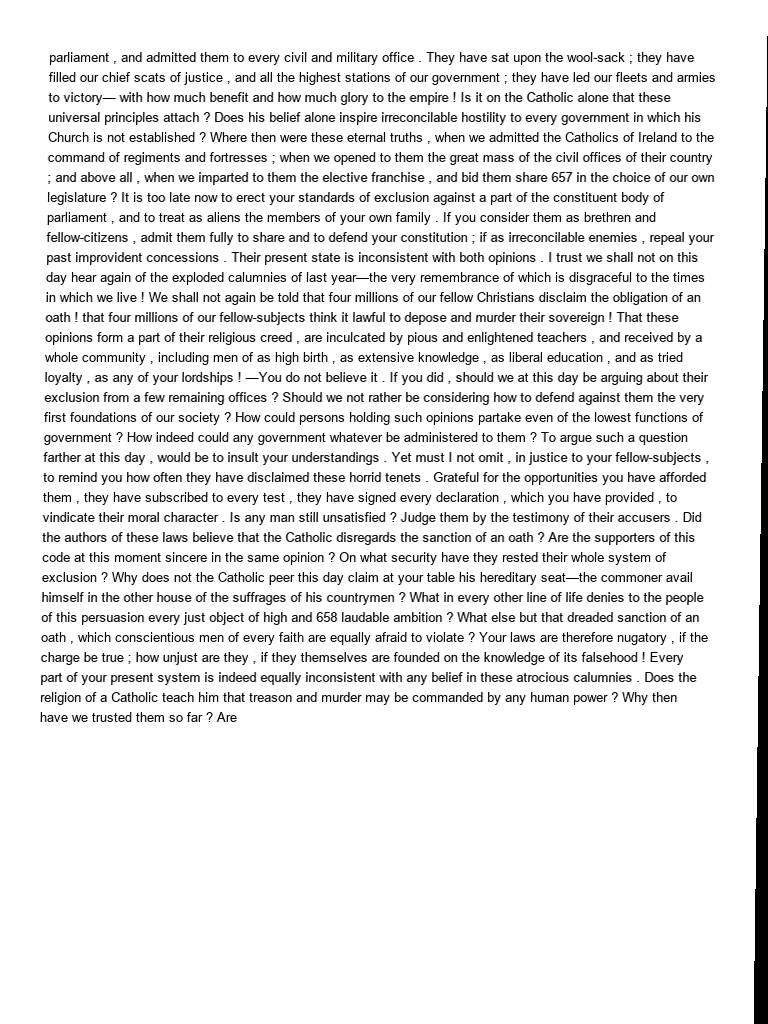 parliament , and admitted them to every civil and military office . They have sat upon the wool-sack ; they have
filled our chief scats of justice , and all the highest stations of our government ; they have led our fleets and armies
to victory— with how much benefit and how much glory to the empire ! Is it on the Catholic alone that these
universal principles attach ? Does his belief alone inspire irreconcilable hostility to every government in which his
Church is not established ? Where then were these eternal truths , when we admitted the Catholics of Ireland to the
command of regiments and fortresses ; when we opened to them the great mass of the civil offices of their country
; and above all , when we imparted to them the elective franchise , and bid them share 657 in the choice of our own
legislature ? It is too late now to erect your standards of exclusion against a part of the constituent body of
parliament , and to treat as aliens the members of your own family . If you consider them as brethren and
fellow-citizens , admit them fully to share and to defend your constitution ; if as irreconcilable enemies , repeal your
past improvident concessions . Their present state is inconsistent with both opinions . I trust we shall not on this
day hear again of the exploded calumnies of last year—the very remembrance of which is disgraceful to the times
in which we live ! We shall not again be told that four millions of our fellow Christians disclaim the obligation of an
oath ! that four millions of our fellow-subjects think it lawful to depose and murder their sovereign ! That these
opinions form a part of their religious creed , are inculcated by pious and enlightened teachers , and received by a
whole community , including men of as high birth , as extensive knowledge , as liberal education , and as tried
loyalty , as any of your lordships ! —You do not believe it . If you did , should we at this day be arguing about their
exclusion from a few remaining offices ? Should we not rather be considering how to defend against them the very
first foundations of our society ? How could persons holding such opinions partake even of the lowest functions of
government ? How indeed could any government whatever be administered to them ? To argue such a question
farther at this day , would be to insult your understandings . Yet must I not omit , in justice to your fellow-subjects ,
to remind you how often they have disclaimed these horrid tenets . Grateful for the opportunities you have afforded
them , they have subscribed to every test , they have signed every declaration , which you have provided , to
vindicate their moral character . Is any man still unsatisfied ? Judge them by the testimony of their accusers . Did
the authors of these laws believe that the Catholic disregards the sanction of an oath ? Are the supporters of this
code at this moment sincere in the same opinion ? On what security have they rested their whole system of
exclusion ? Why does not the Catholic peer this day claim at your table his hereditary seat—the commoner avail
himself in the other house of the suffrages of his countrymen ? What in every other line of life denies to the people
of this persuasion every just object of high and 658 laudable ambition ? What else but that dreaded sanction of an
oath , which conscientious men of every faith are equally afraid to violate ? Your laws are therefore nugatory , if the
charge be true ; how unjust are they , if they themselves are founded on the knowledge of its falsehood ! Every
part of your present system is indeed equally inconsistent with any belief in these atrocious calumnies . Does the
religion of a Catholic teach him that treason and murder may be commanded by any human power ? Why then
have we trusted them so far ? Are